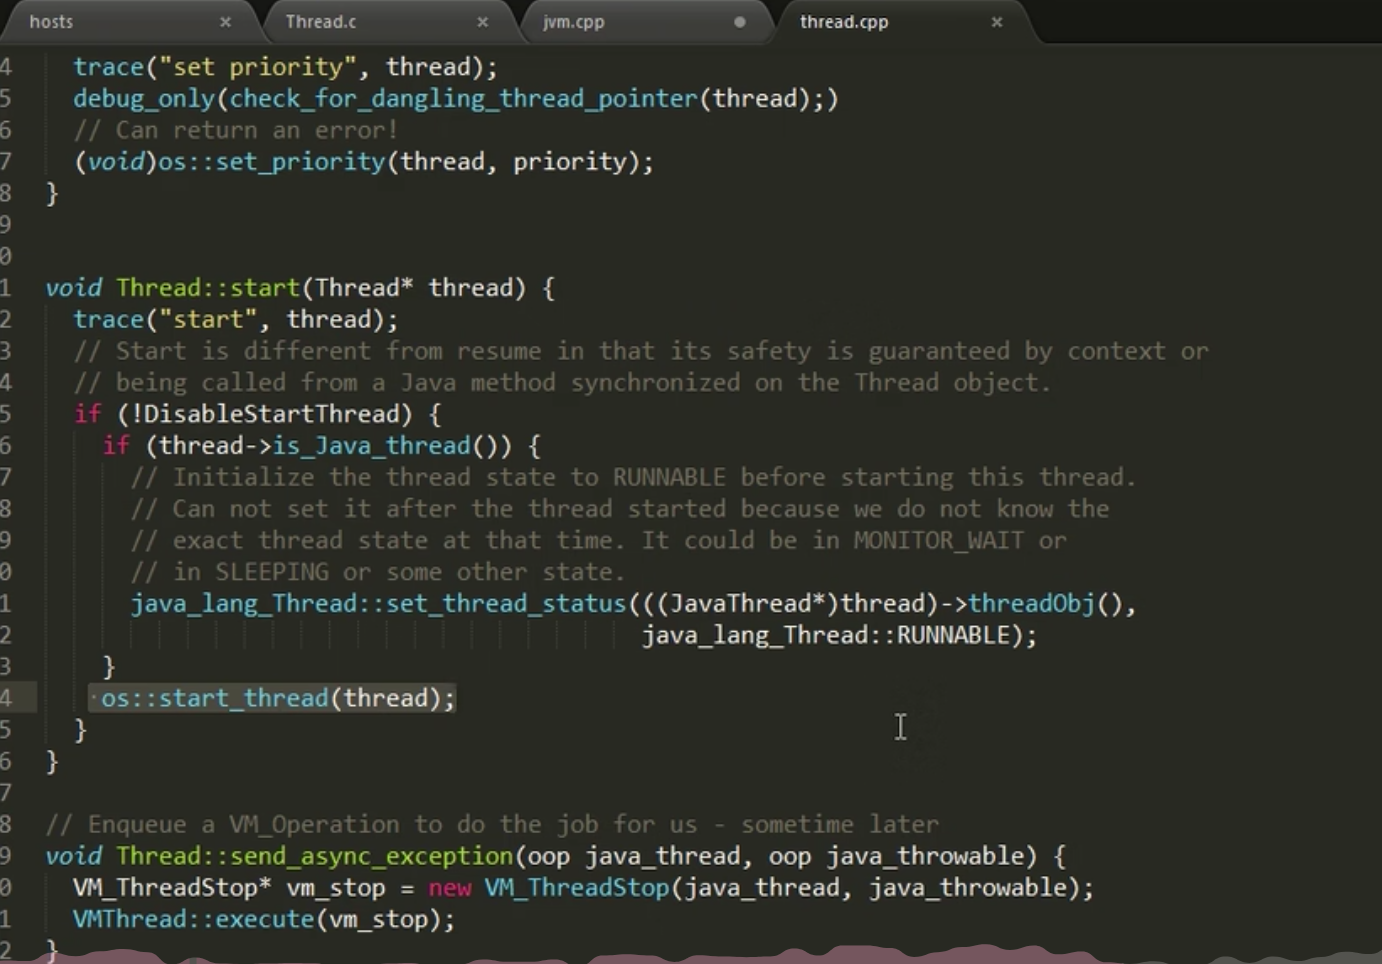 hosts × Thread.c × jvm.cpp thread.cpp ×
4 trace("set priority", thread);
5 debug_only(check_for_dangling_thread_pointer(thread);)
6 // Can return an error!
7 (void)os::set_priority(thread, priority);
8 }
9
0
1 void Thread::start(Thread* thread) {
2 trace("start", thread);
3 // Start is different from resume in that its safety is guaranteed by context or
4 // being called from a Java method synchronized on the Thread object.
5 if (!DisableStartThread) {
6 if (thread->is_Java_thread()) {
7 // Initialize the thread state to RUNNABLE before starting this thread.
8 // Can not set it after the thread started because we do not know the
9 // exact thread state at that time. It could be in MONITOR_WAIT or
0 // in SLEEPING or some other state.
1 java_lang_Thread::set_thread_status(((JavaThread*)thread)->threadObj(),
2 java_lang_Thread::RUNNABLE);
3 }
4 os::start_thread(thread);
5 }
6 }
7
8 // Enqueue a VM_Operation to do the job for us - sometime later
9 void Thread::send_async_exception(oop java_thread, oop java_throwable) {
0 VM_ThreadStop* vm_stop = new VM_ThreadStop(java_thread, java_throwable);
1 VMThread::execute(vm_stop);
2 }